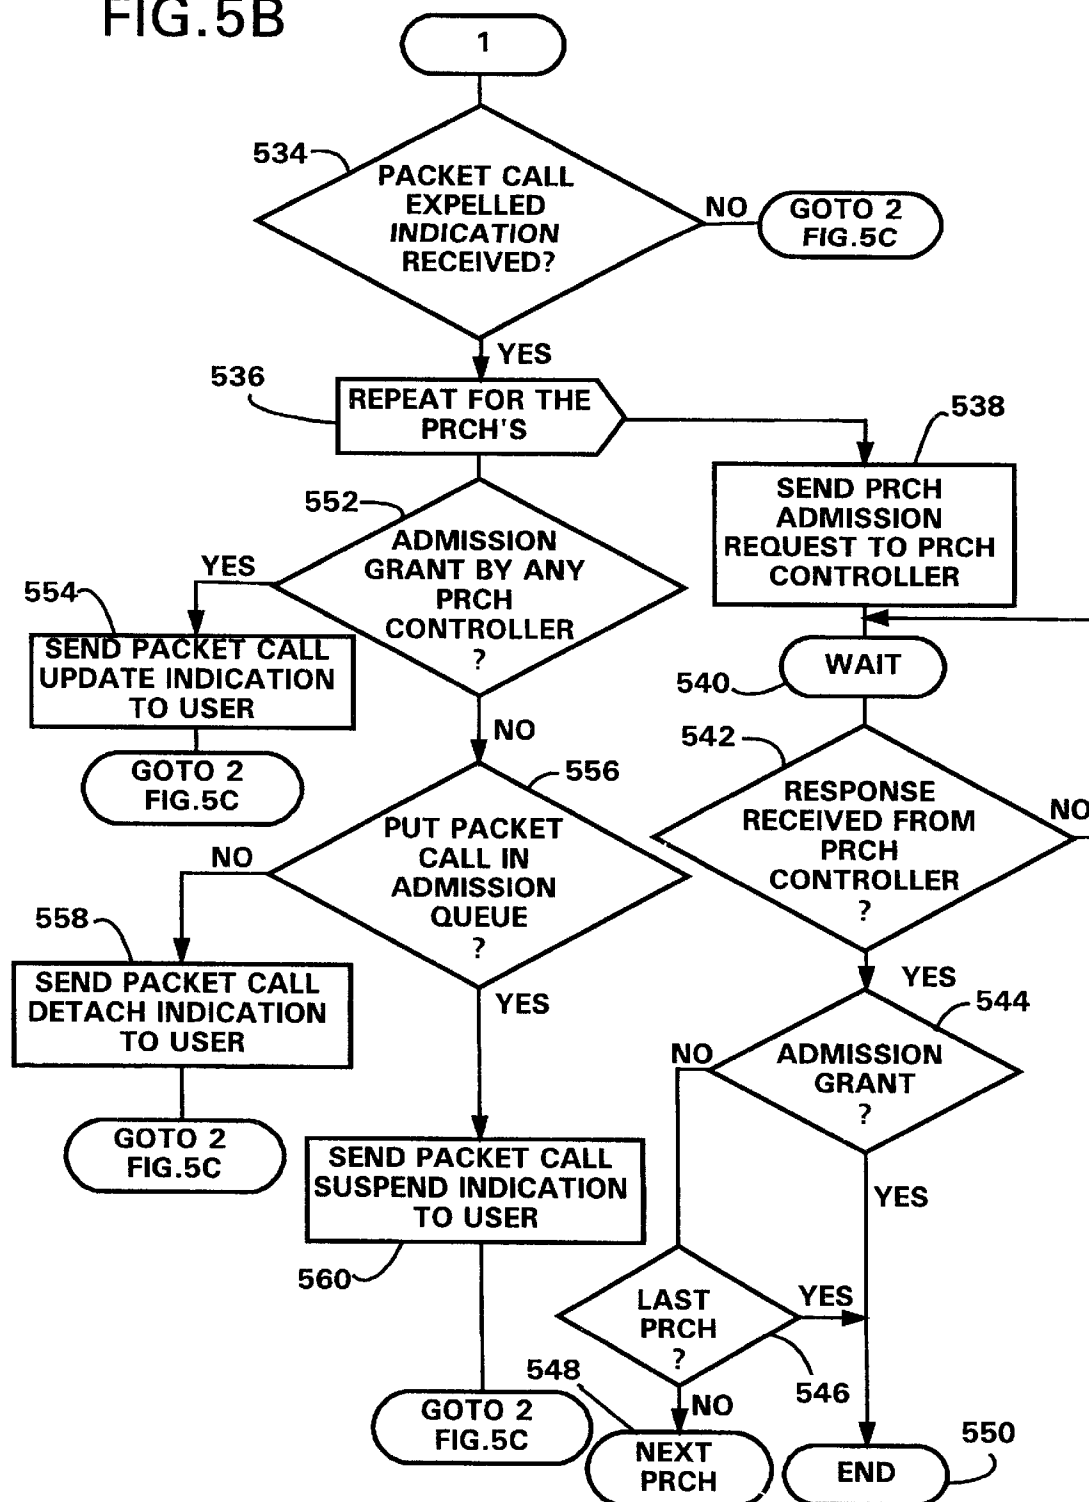 FIG.5B
1
534
PACKET CALL
EXPELLED
INDICATION
RECEIVED?
NO
GOTO 2
FIG.5C
YES
536
REPEAT FOR THE
PRCH'S
538
SEND PRCH
ADMISSION
REQUEST TO PRCH
CONTROLLER
552
ADMISSION
GRANT BY ANY
PRCH
CONTROLLER
?
YES
554
SEND PACKET CALL
UPDATE INDICATION
TO USER
GOTO 2
FIG.5C
NO
WAIT
540
542
RESPONSE
RECEIVED FROM
PRCH
CONTROLLER
?
NO
YES
556
PUT PACKET
CALL IN
ADMISSION
QUEUE
?
NO
558
SEND PACKET CALL
DETACH INDICATION
TO USER
GOTO 2
FIG.5C
YES
SEND PACKET CALL
SUSPEND INDICATION
TO USER
560
GOTO 2
FIG.5C
544
ADMISSION
GRANT
?
NO
YES
LAST
PRCH
?
YES
546
548
NO
NEXT
PRCH
550
END